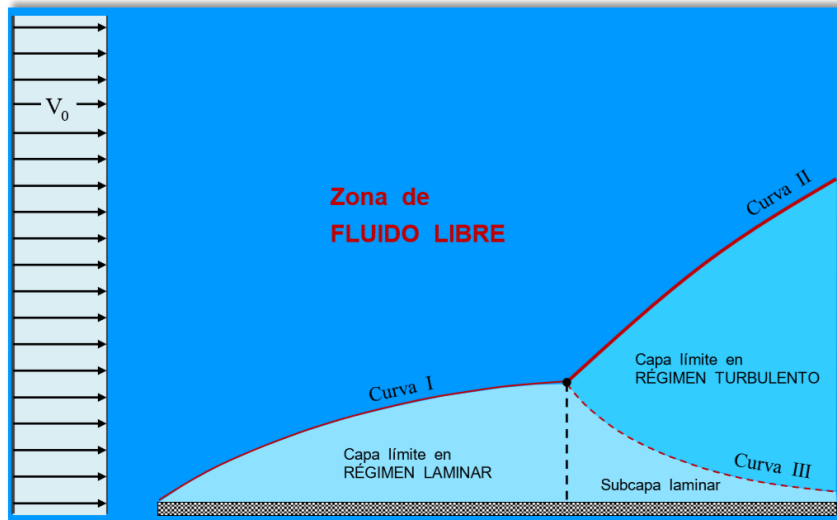 V0
Zona de
FLUIDO LIBRE
Curva I
Curva II
Capa límite en
RÉGIMEN LAMINAR
Capa límite en
RÉGIMEN TURBULENTO
Curva III
Subcapa laminar